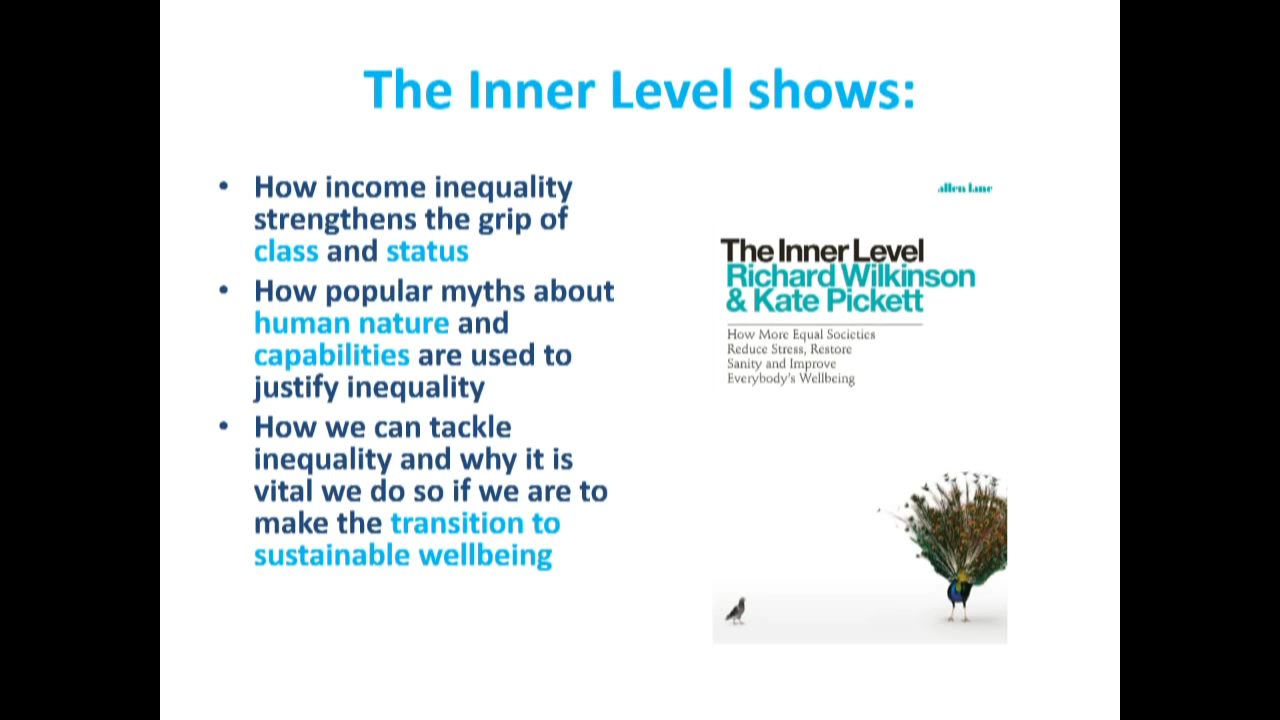 The Inner Level shows:
• How income inequality
strengthens the grip of
class and status
• How popular myths about
human nature and
capabilities are used to
justify inequality
• How we can tackle
inequality and why it is
vital we do so if we are to
make the transition to
sustainable wellbeing
allen lane
The Inner Level
Richard Wilkinson
& Kate Pickett
How More Equal Societies
Reduce Stress, Restore
Sanity and Improve
Everybody's Wellbeing